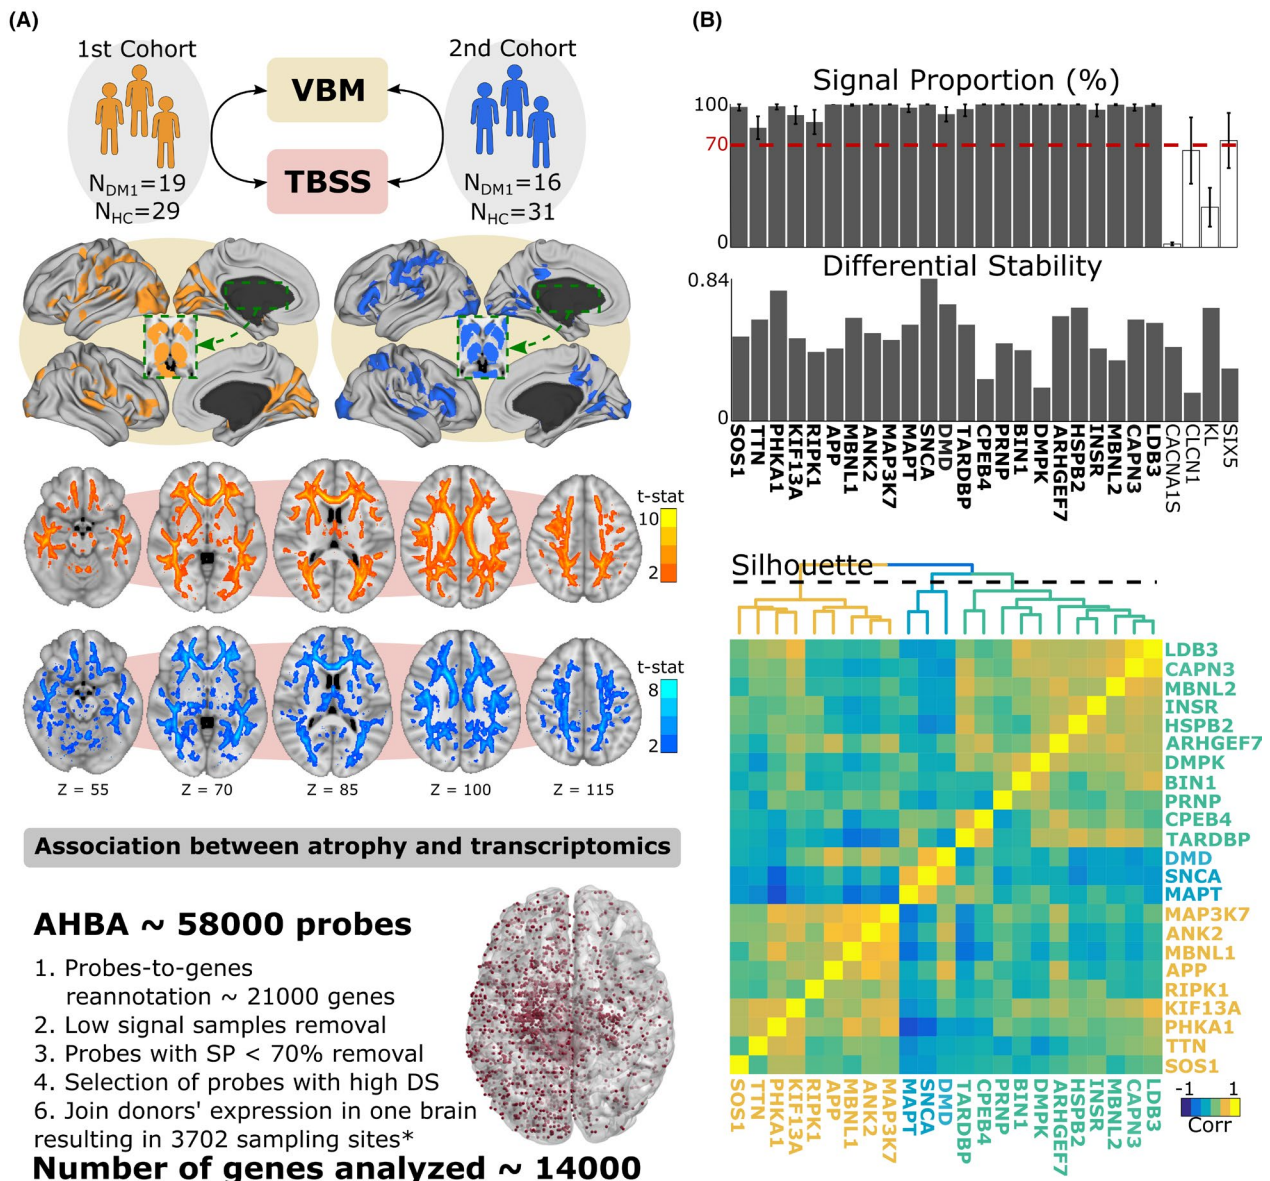 (A)
1st Cohort
N_DM1=19
N_HC=29
VBM
TBSS
2nd Cohort
N_DM1=16
N_HC=31
t-stat
10
2
t-stat
8
2
Z = 55
Z = 70
Z = 85
Z = 100
Z = 115
Association between atrophy and transcriptomics
AHBA ~ 58000 probes
1. Probes-to-genes
reannotation ~ 21000 genes
2. Low signal samples removal
3. Probes with SP < 70% removal
4. Selection of probes with high DS
6. Join donors' expression in one brain
resulting in 3702 sampling sites*
Number of genes analyzed ~ 14000
(B)
Signal Proportion (%)
100
70
0
Differential Stability
0.84
0
SOS1
TTN
PHKA1
KIF13A
RIPK1
APP
MBNL1
ANK2
MAP3K7
MAPT
SNCA
DMD
TARDBP
CPEB4
PRNP
BIN1
DMPK
ARHGEF7
HSPB2
INSR
MBNL2
CAPN3
LDB3
CACNA1S
CLCN1
KL
SIX5
Silhouette
LDB3
CAPN3
MBNL2
INSR
HSPB2
ARHGEF7
DMPK
BIN1
PRNP
CPEB4
TARDBP
DMD
SNCA
MAPT
MAP3K7
ANK2
MBNL1
APP
RIPK1
KIF13A
PHKA1
TTN
SOS1
SOS1
TTN
PHKA1
KIF13A
RIPK1
APP
MBNL1
ANK2
MAP3K7
MAPT
SNCA
DMD
TARDBP
CPEB4
PRNP
BIN1
DMPK
ARHGEF7
HSPB2
INSR
MBNL2
CAPN3
LDB3
-1 1
Corr